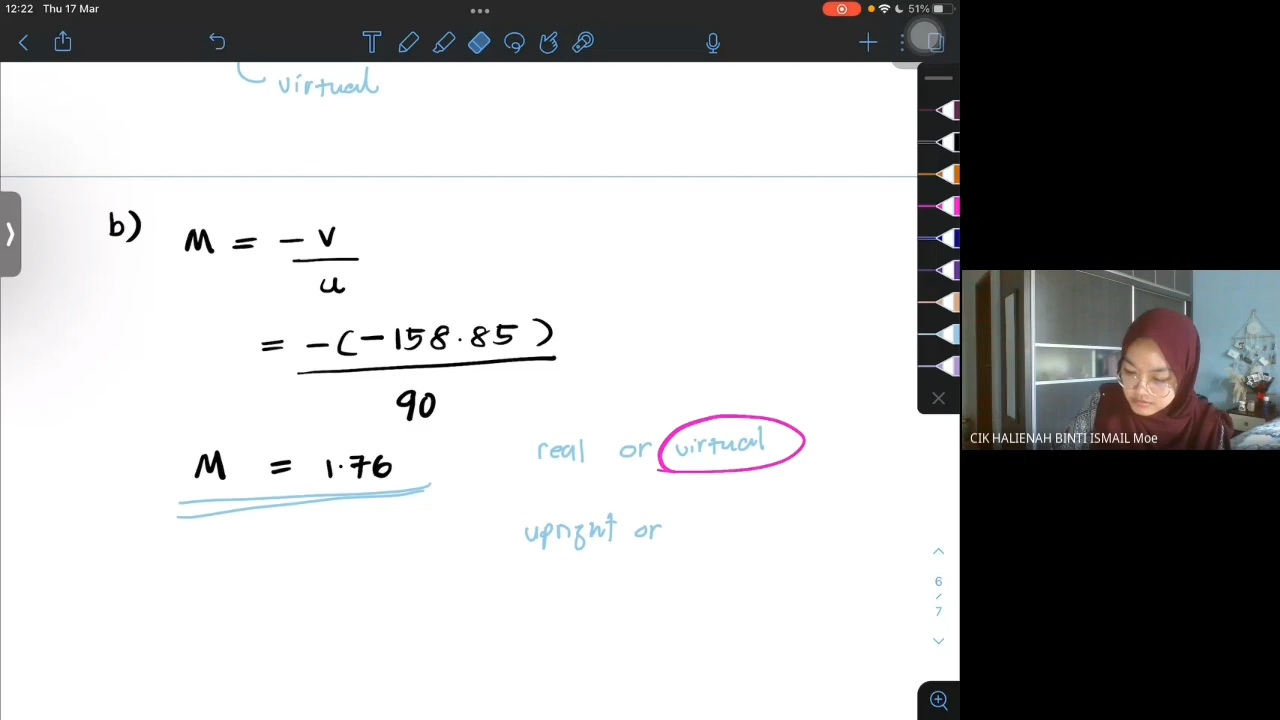 12:22 Thu 17 Mar
51%
T
virtual
b) M = - v
u
= - ( - 158.85 )
90
M = 1.76
real or virtual
upright or
6
/
7
CIK HALIENAH BINTI ISMAIL Moe